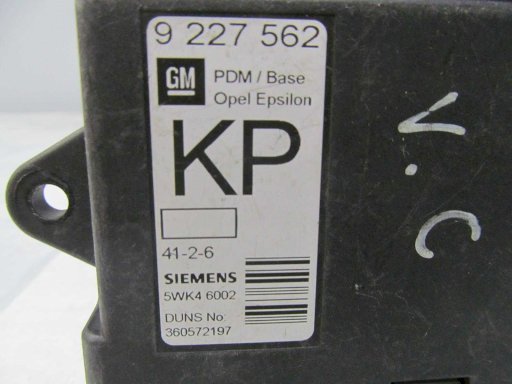 9 227 562
GM
PDM / Base
Opel Epsilon
KP
41-2-6
SIEMENS
5WK4 6002
DUNS No:
360572197
V.C